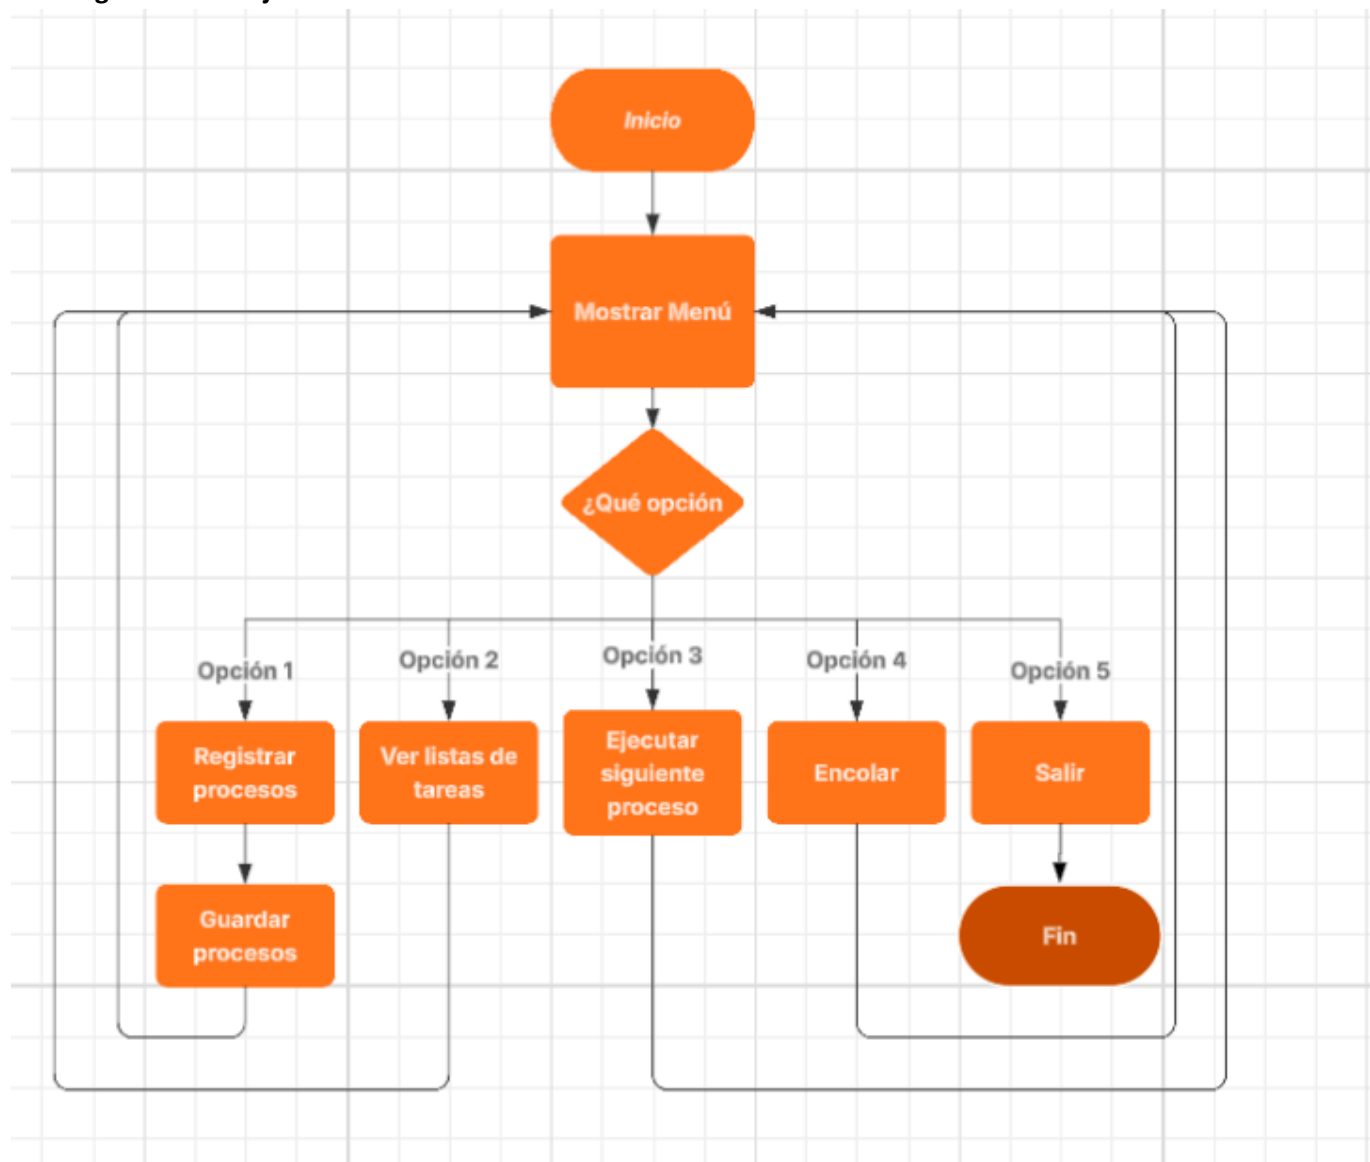 Inicio
Mostrar Menú
¿Qué opción
Opción 1
Opción 2
Opción 3
Opción 4
Opción 5
Registrar
procesos
Ver listas de
tareas
Ejecutar
siguiente
proceso
Encolar
Salir
Guardar
procesos
Fin